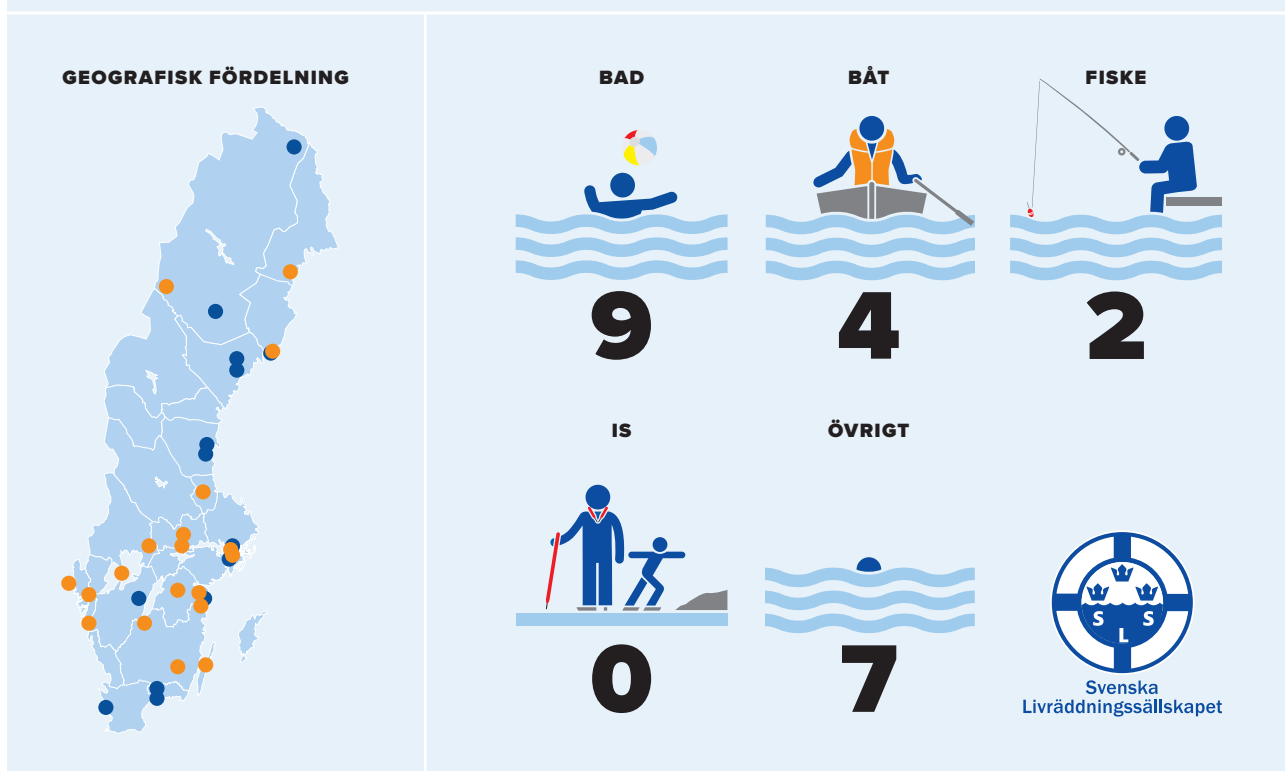 GEOGRAFISK FÖRDELNING
BAD
9
BÅT
4
FISKE
2
IS
0
ÖVRIGT
7
S S
L
Svenska
Livräddningssällskapet